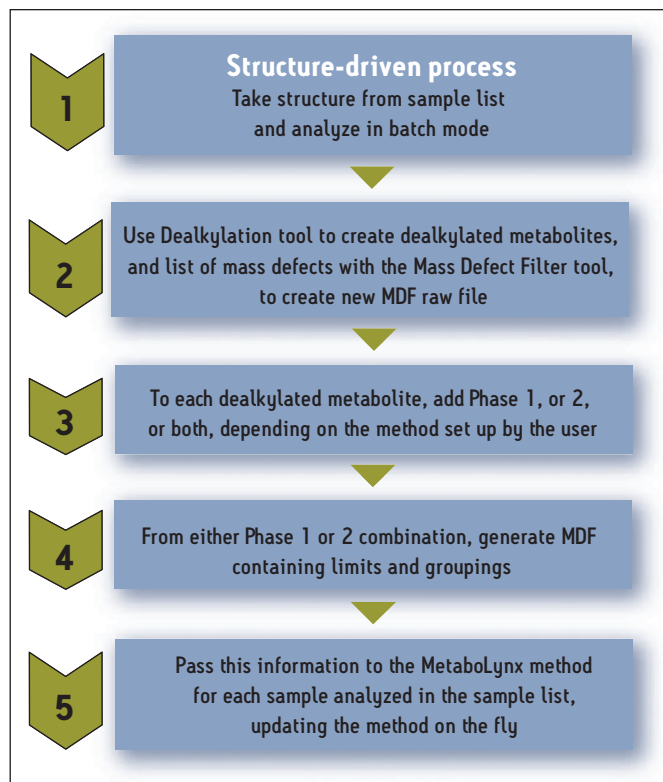 1
Structure-driven process
Take structure from sample list
and analyze in batch mode
2
Use Dealkylation tool to create dealkylated metabolites,
and list of mass defects with the Mass Defect Filter tool,
to create new MDF raw file
3
To each dealkylated metabolite, add Phase 1, or 2,
or both, depending on the method set up by the user
4
From either Phase 1 or 2 combination, generate MDF
containing limits and groupings
5
Pass this information to the MetaboLynx method
for each sample analyzed in the sample list,
updating the method on the fly